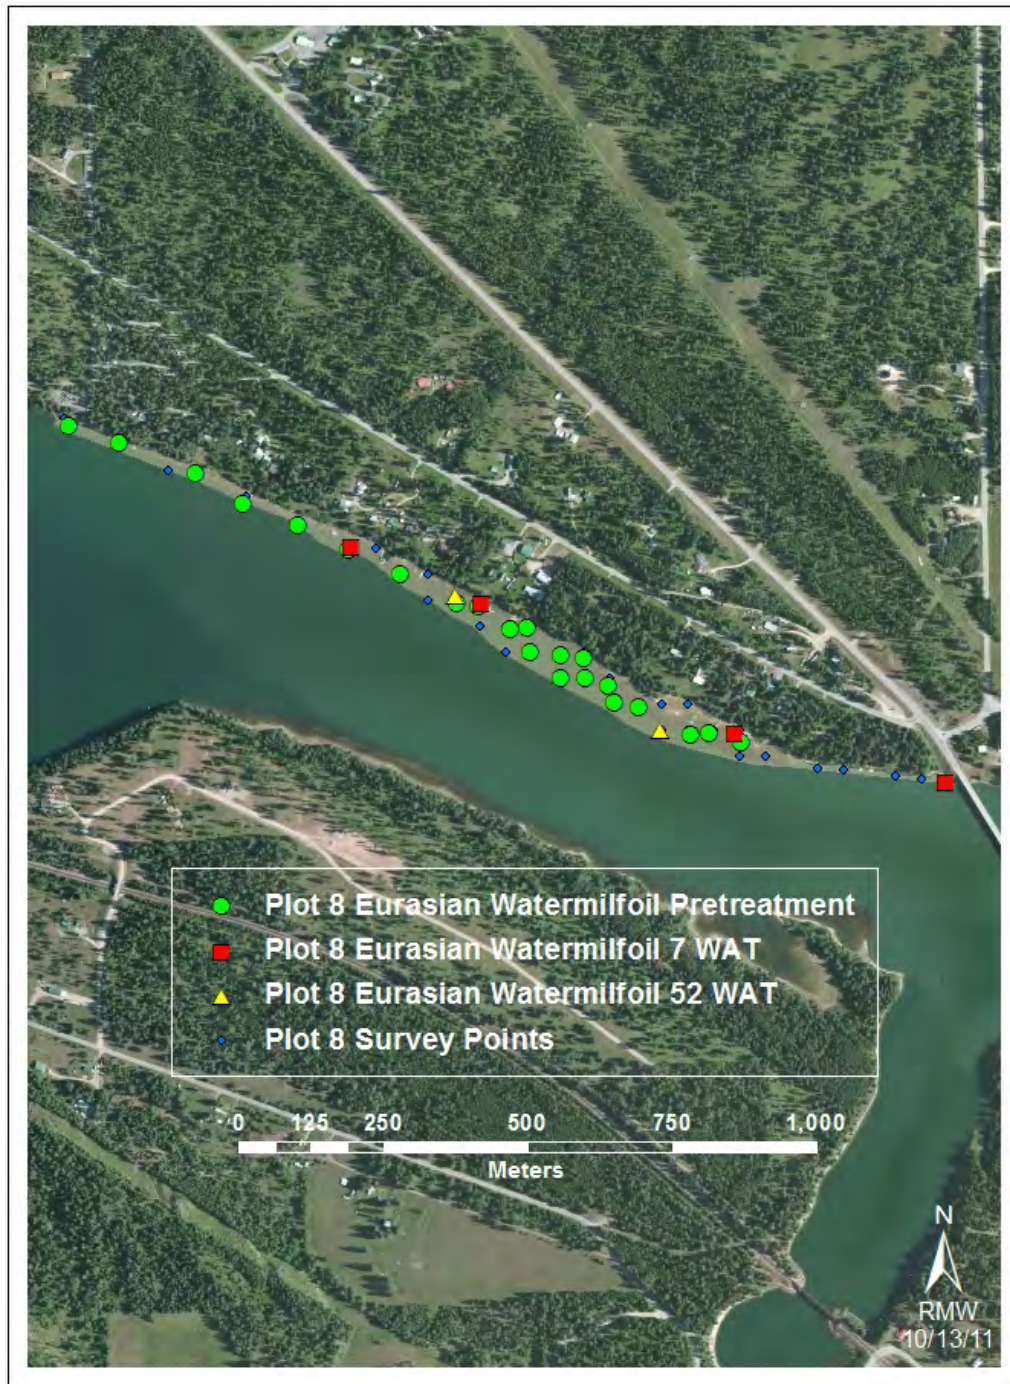 Plot 8 Eurasian Watermilfoil Pretreatment
Plot 8 Eurasian Watermilfoil 7 WAT
Plot 8 Eurasian Watermilfoil 52 WAT
Plot 8 Survey Points
0 125 250 500 750 1,000
Meters
N
RMW
10/13/11